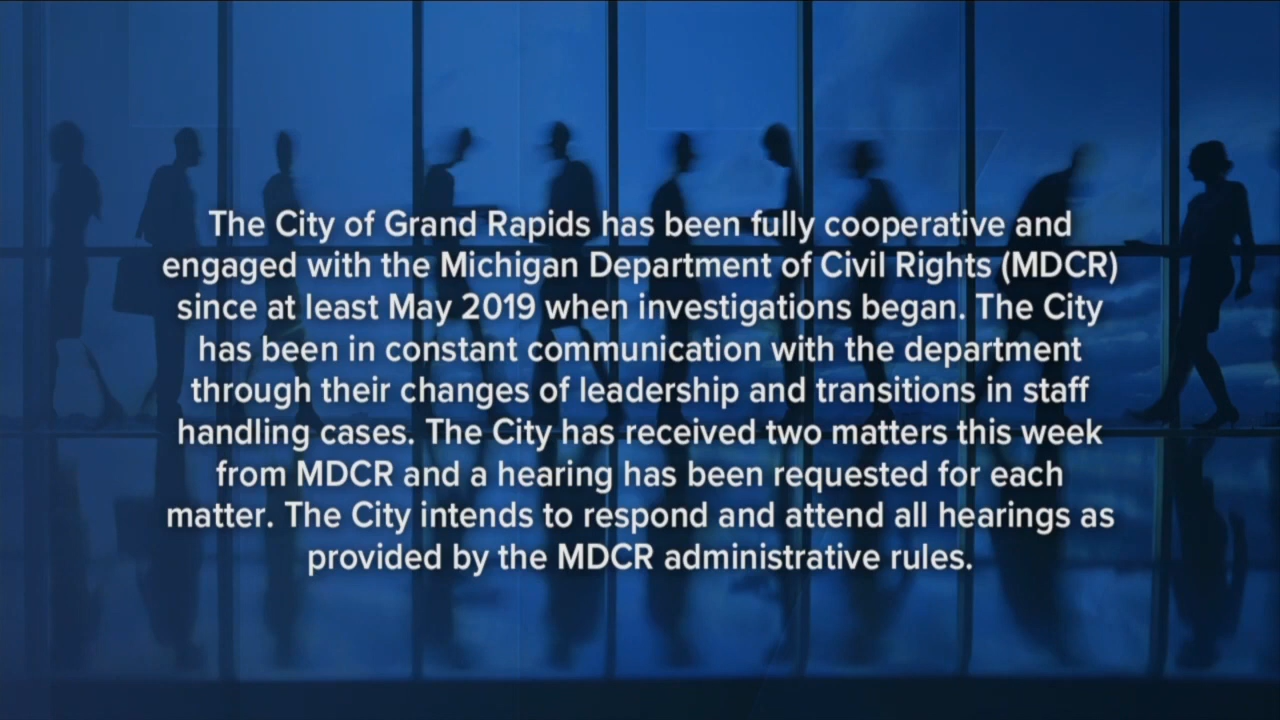 The City of Grand Rapids has been fully cooperative and
engaged with the Michigan Department of Civil Rights (MDCR)
since at least May 2019 when investigations began. The City
has been in constant communication with the department
through their changes of leadership and transitions in staff
handling cases. The City has received two matters this week
from MDCR and a hearing has been requested for each
matter. The City intends to respond and attend all hearings as
provided by the MDCR administrative rules.